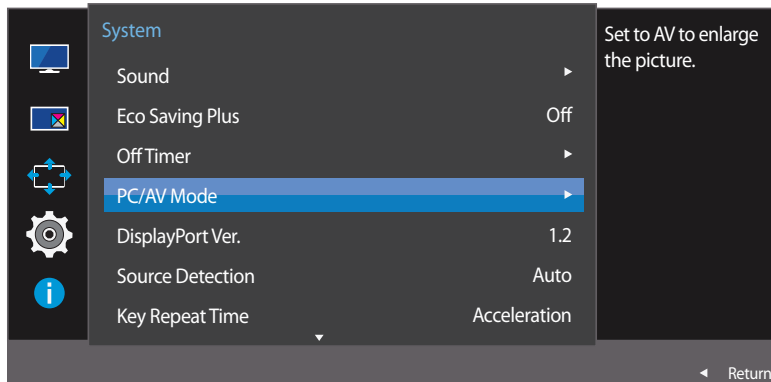 System
Sound
Eco Saving Plus Off
Off Timer
PC/AV Mode
DisplayPort Ver. 1.2
Source Detection Auto
Key Repeat Time Acceleration
Set to AV to enlarge
the picture.
Return